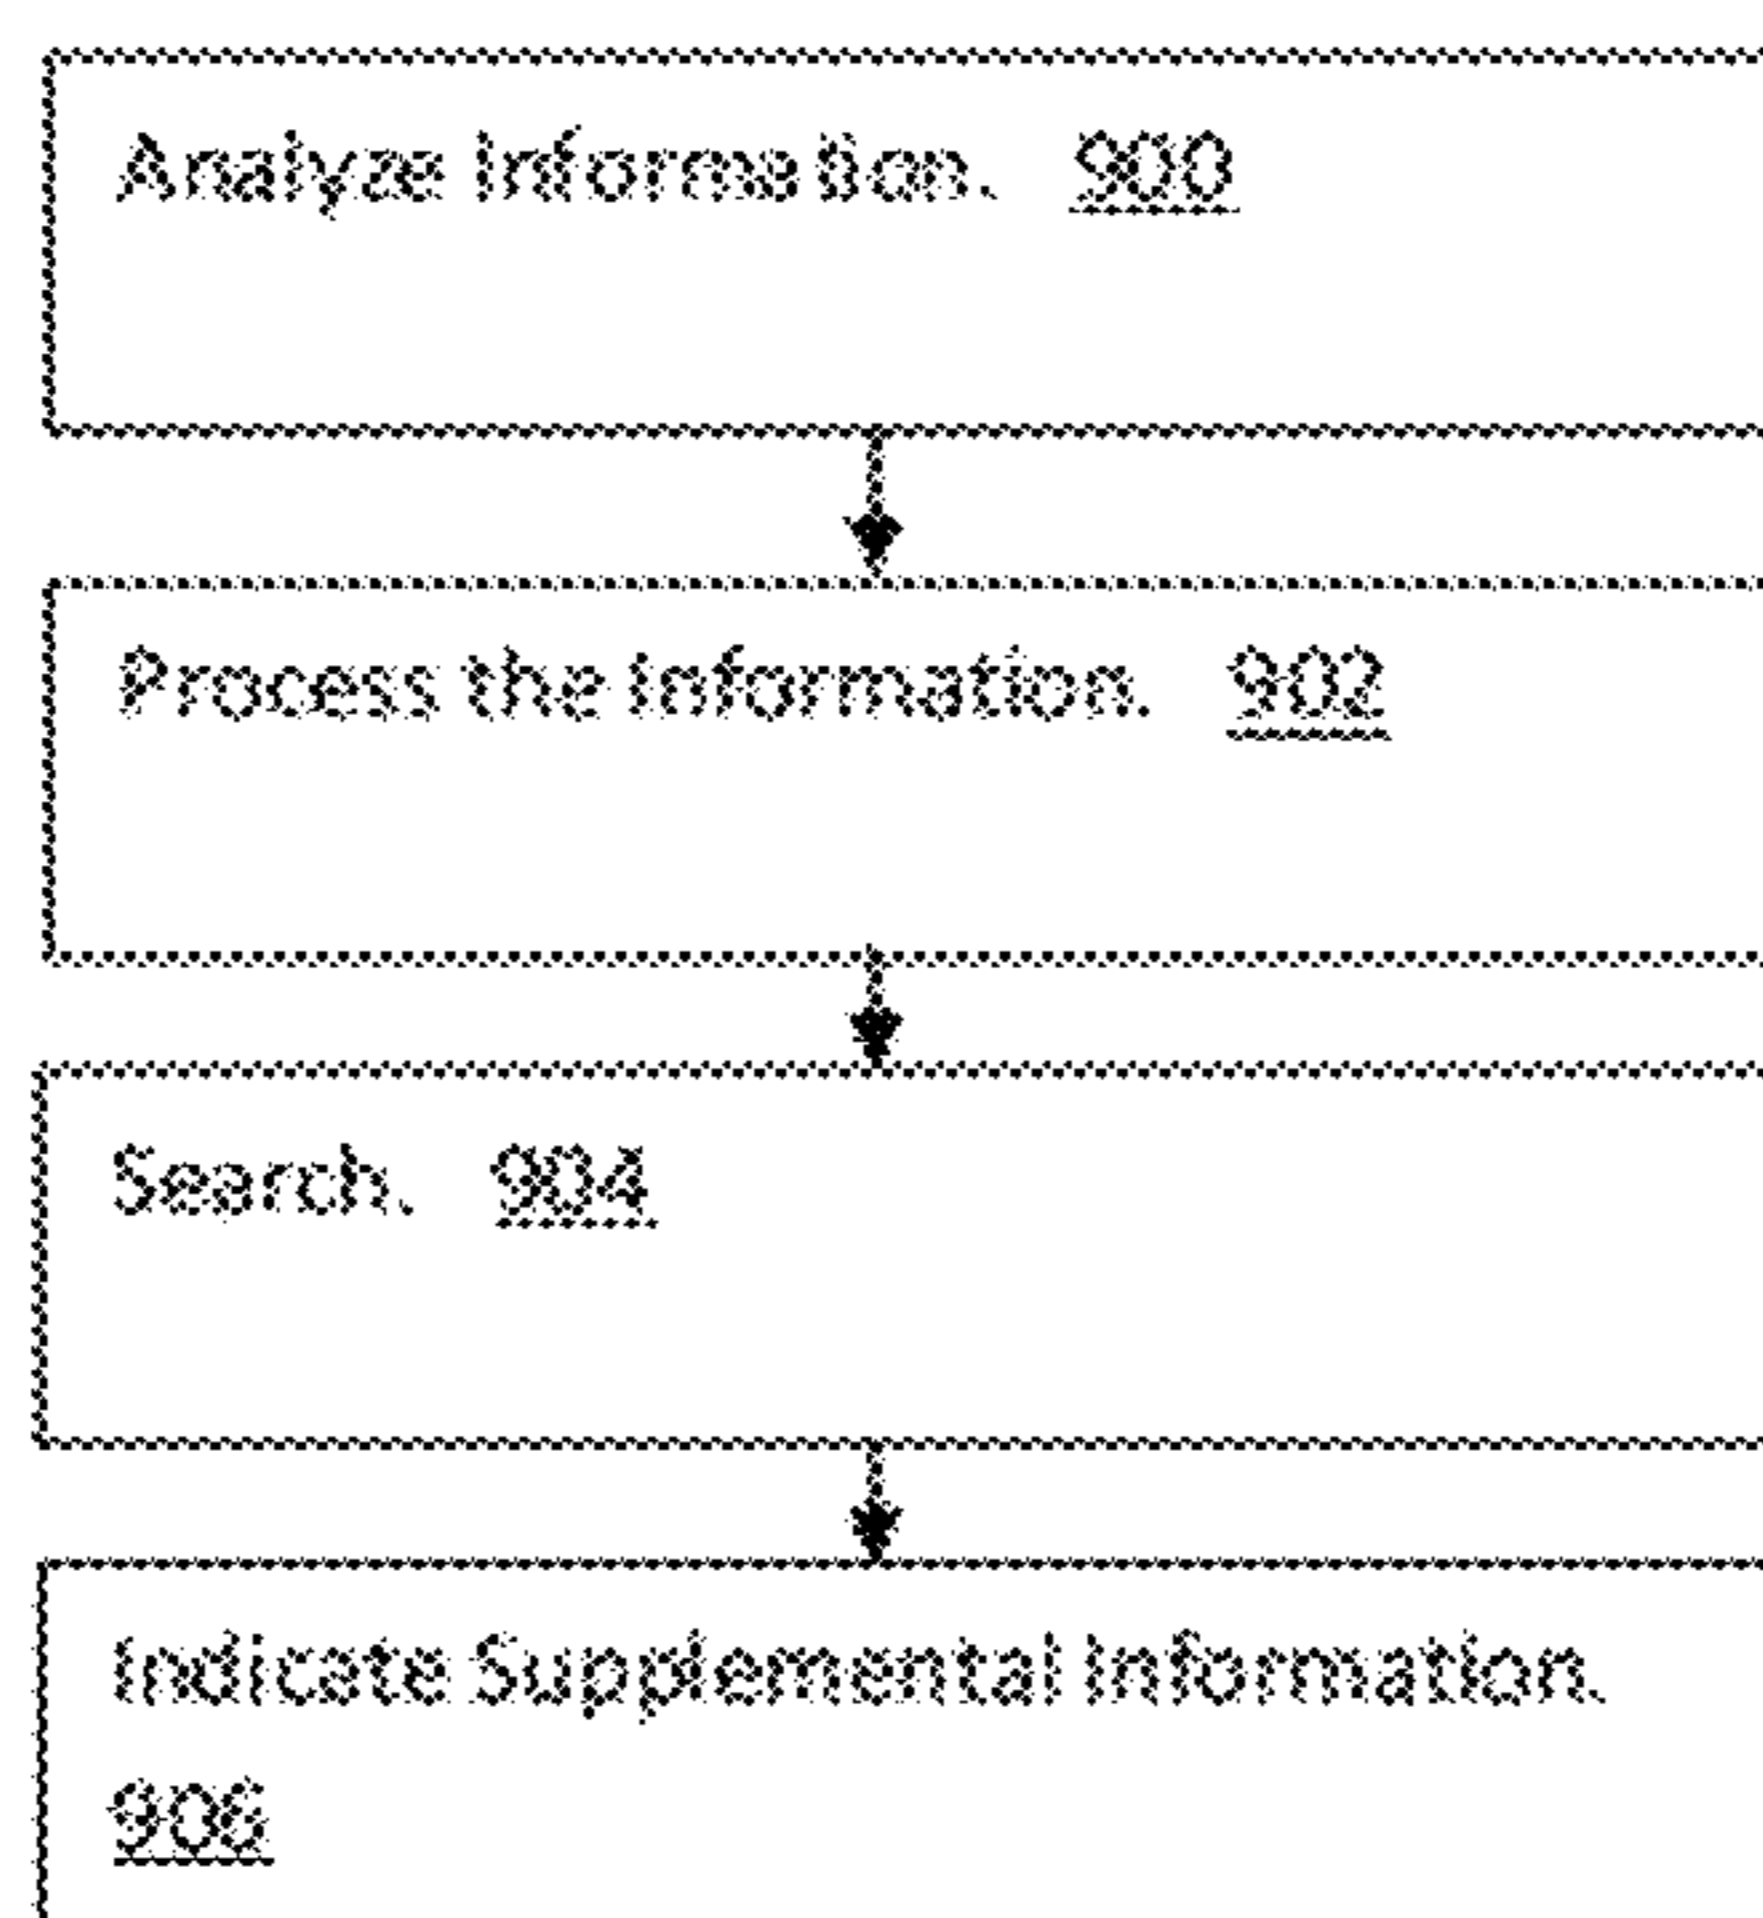 Analyze Information. 900
Process the Information. 902
Search. 904
Indicate Supplemental Information.
906